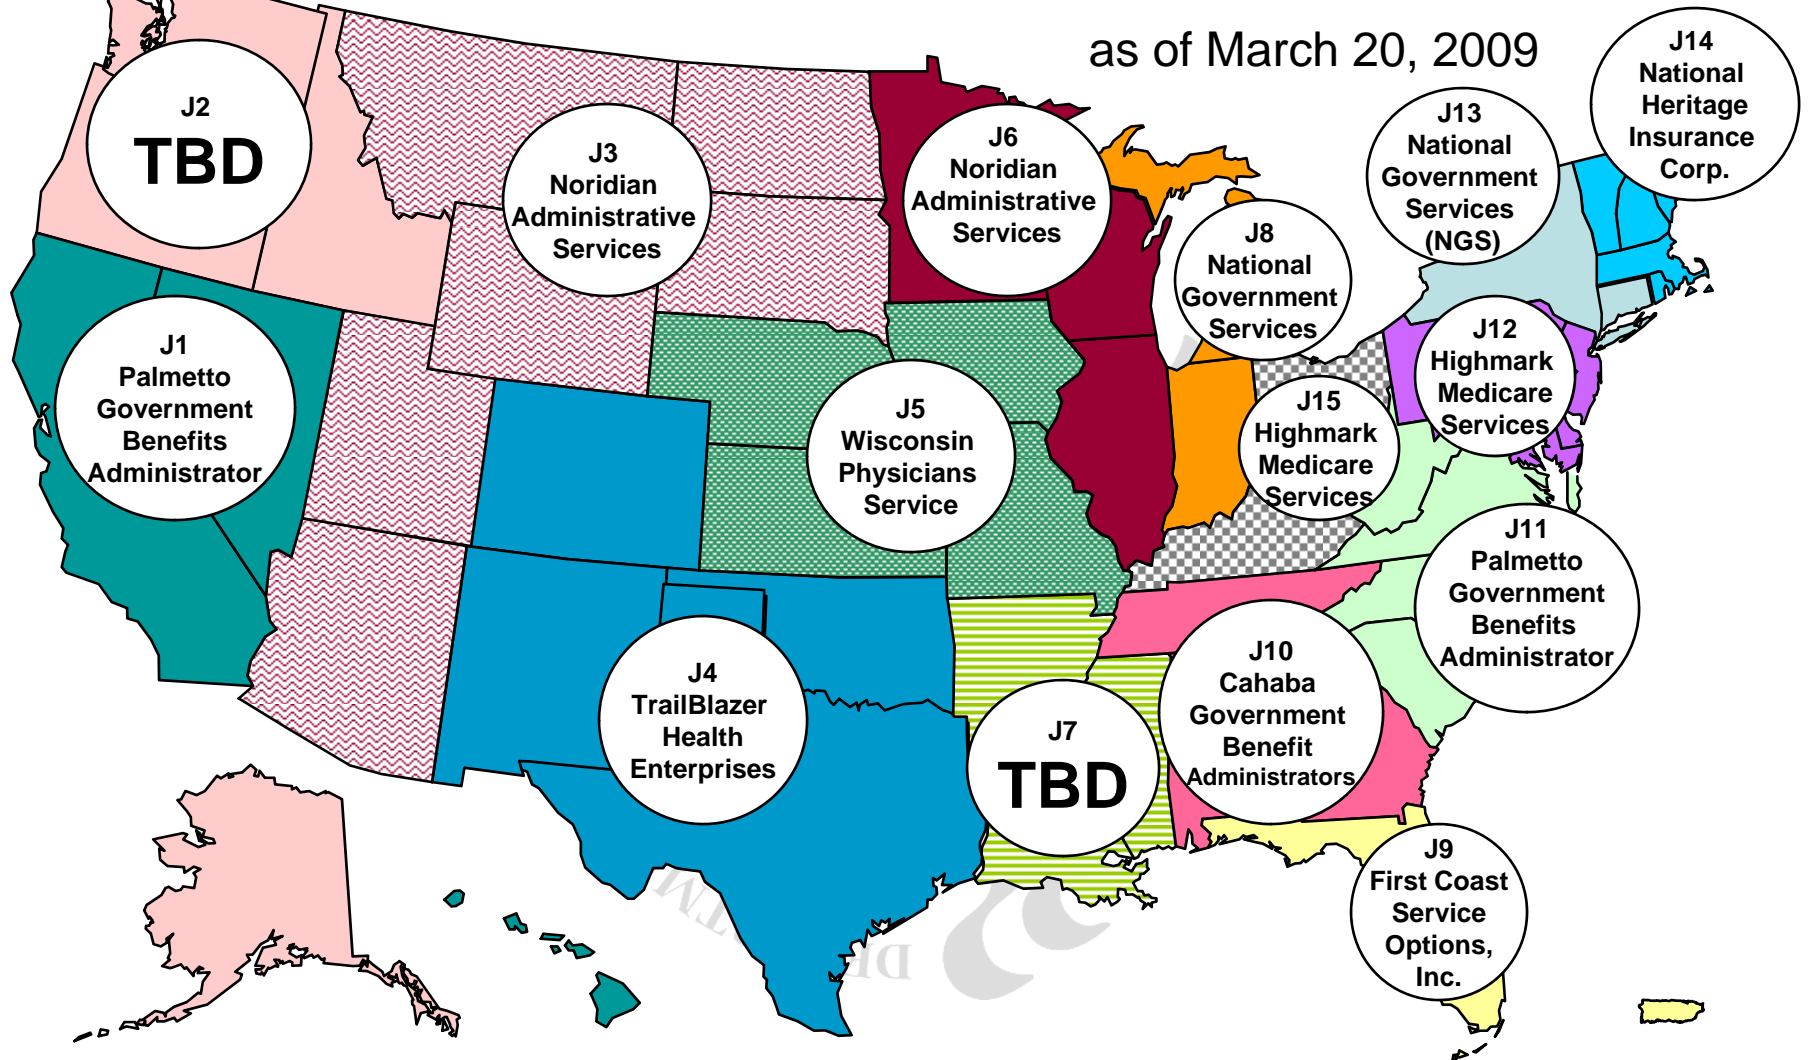 as of March 20, 2009
J14
National
Heritage
Insurance
Corp.
J2
TBD
J3
Noridian
Administrative
Services
J6
Noridian
Administrative
Services
J13
National
Government
Services
(NGS)
J8
National
Government
Services
J1
Palmetto
Government
Benefits
Administrator
J5
Wisconsin
Physicians
Service
J15
Highmark
Medicare
Services
J12
Highmark
Medicare
Services
J11
Palmetto
Government
Benefits
Administrator
J4
TrailBlazer
Health
Enterprises
J7
TBD
J10
Cahaba
Government
Benefit
Administrators
J9
First Coast
Service
Options,
Inc.